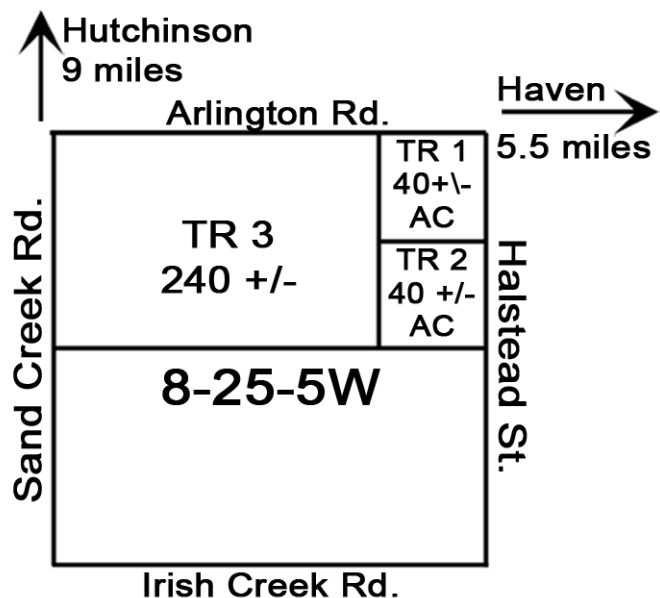 Hutchinson
9 miles
Haven
5.5 miles
Arlington Rd.
TR 1
40+\-
AC
TR 3
240 +/-
TR 2
40 +/-
AC
Sand Creek Rd.
Halstead St.
8-25-5W
Irish Creek Rd.